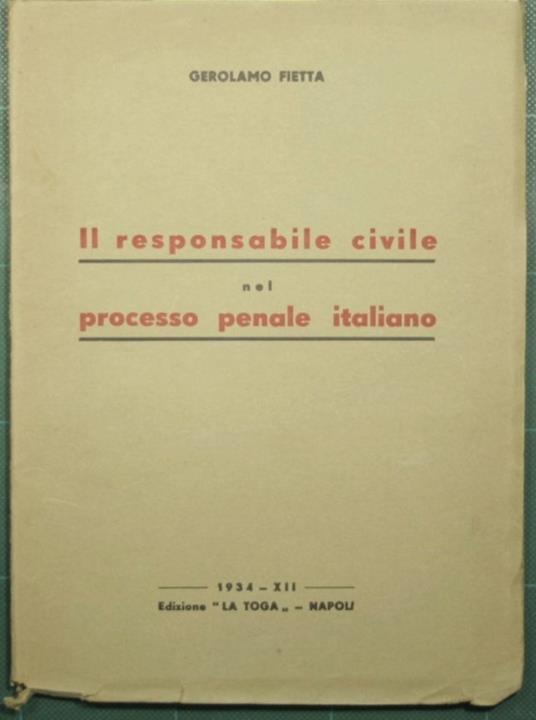 GEROLAMO FIETTA
Il responsabile civile
nel
processo penale italiano
1934 - XII
Edizione "LA TOGA„ - NAPOLI